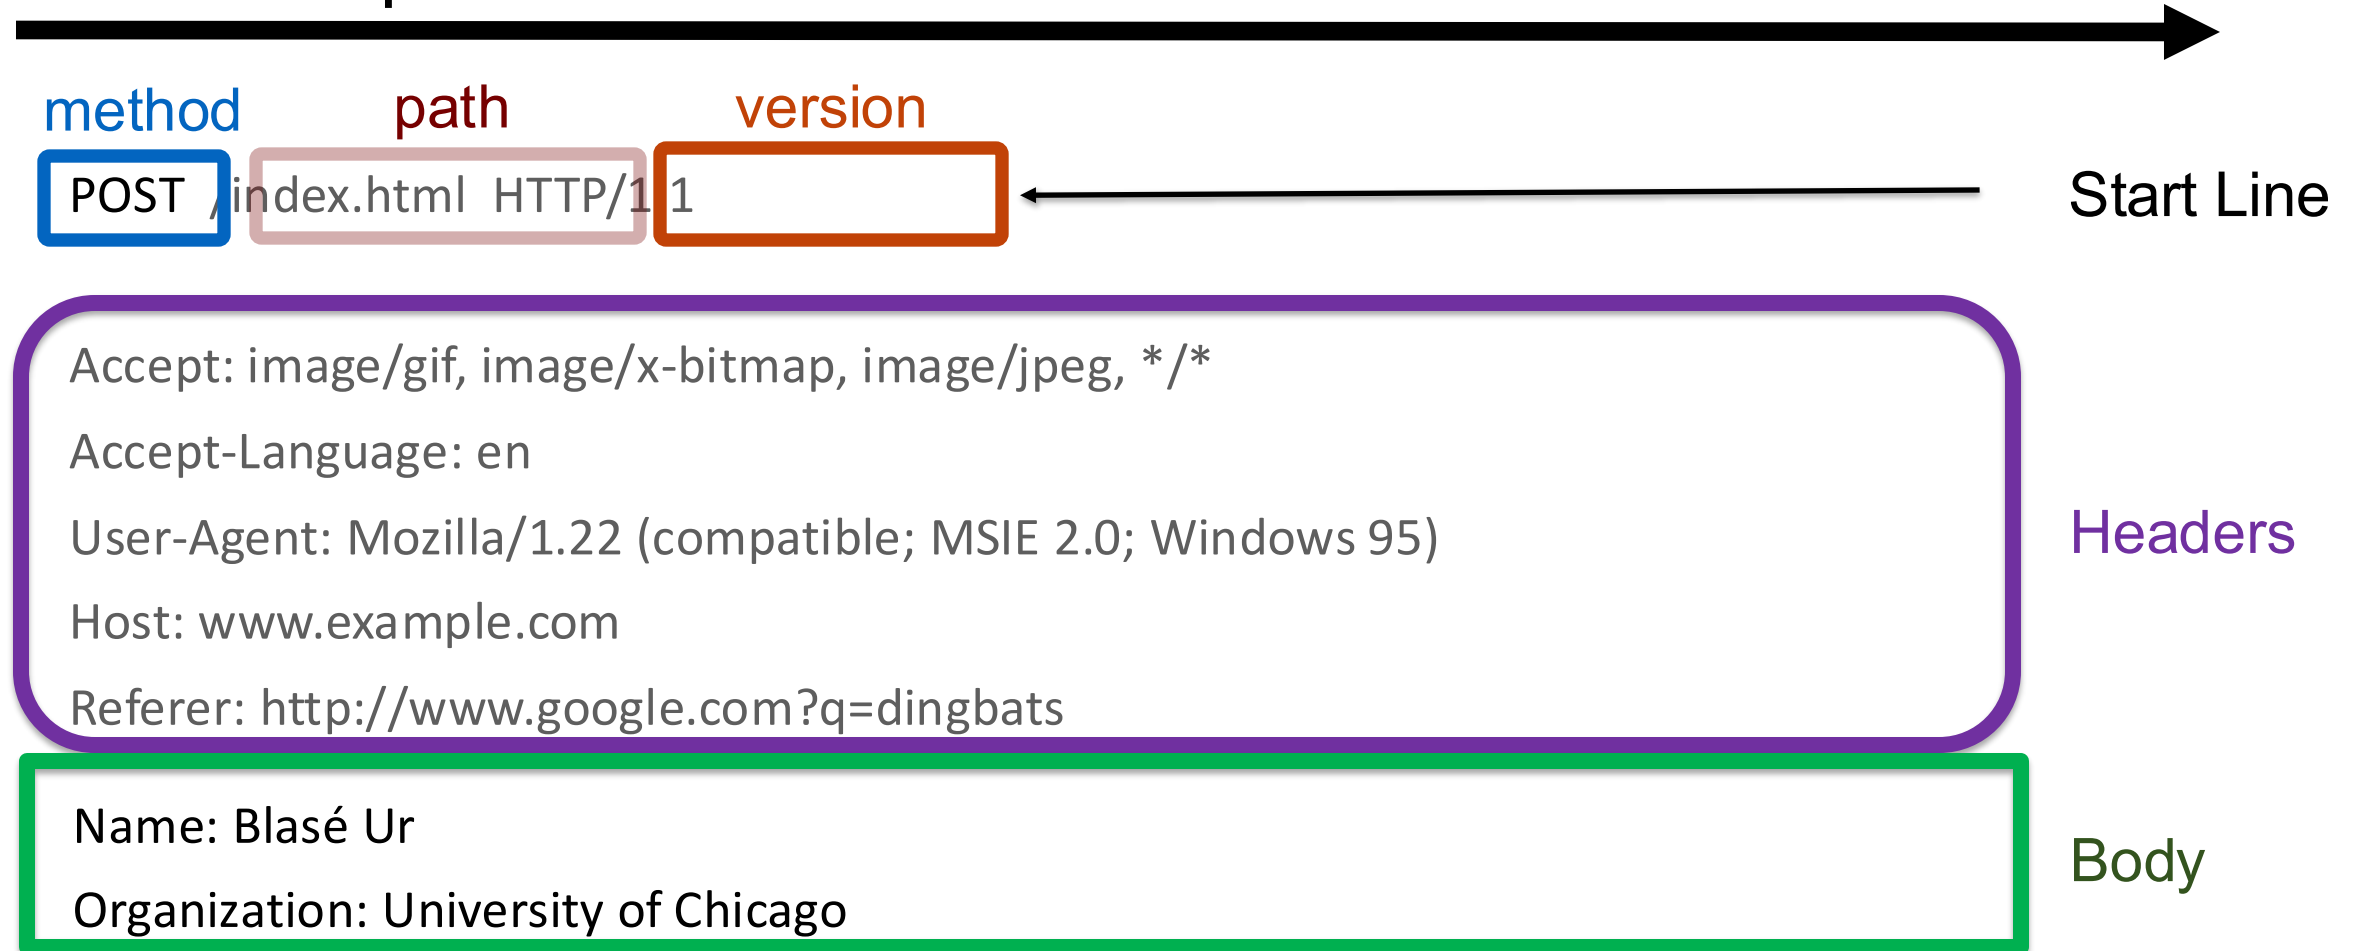 method path version
POST /index.html HTTP/1.1
Start Line
Accept: image/gif, image/x-bitmap, image/jpeg, */*
Accept-Language: en
User-Agent: Mozilla/1.22 (compatible; MSIE 2.0; Windows 95)
Headers
Host: www.example.com
Referer: http://www.google.com?q=dingbats
Name: Blasé Ur
Body
Organization: University of Chicago